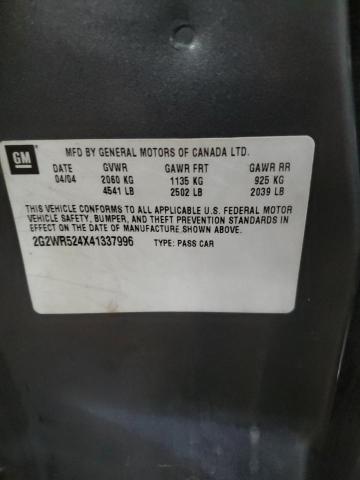 GM
MFD BY GENERAL MOTORS OF CANADA LTD.
DATE GVWR GAWR FRT GAWR RR
04/04 2060 KG 1135 KG 925 KG
4541 LB 2502 LB 2039 LB
THIS VEHICLE CONFORMS TO ALL APPLICABLE U.S. FEDERAL MOTOR
VEHICLE SAFETY, BUMPER, AND THEFT PREVENTION STANDARDS
IN EFFECT ON THE DATE OF MANUFACTURE SHOWN ABOVE.
2G2WR524X41337996 TYPE: PASS CAR